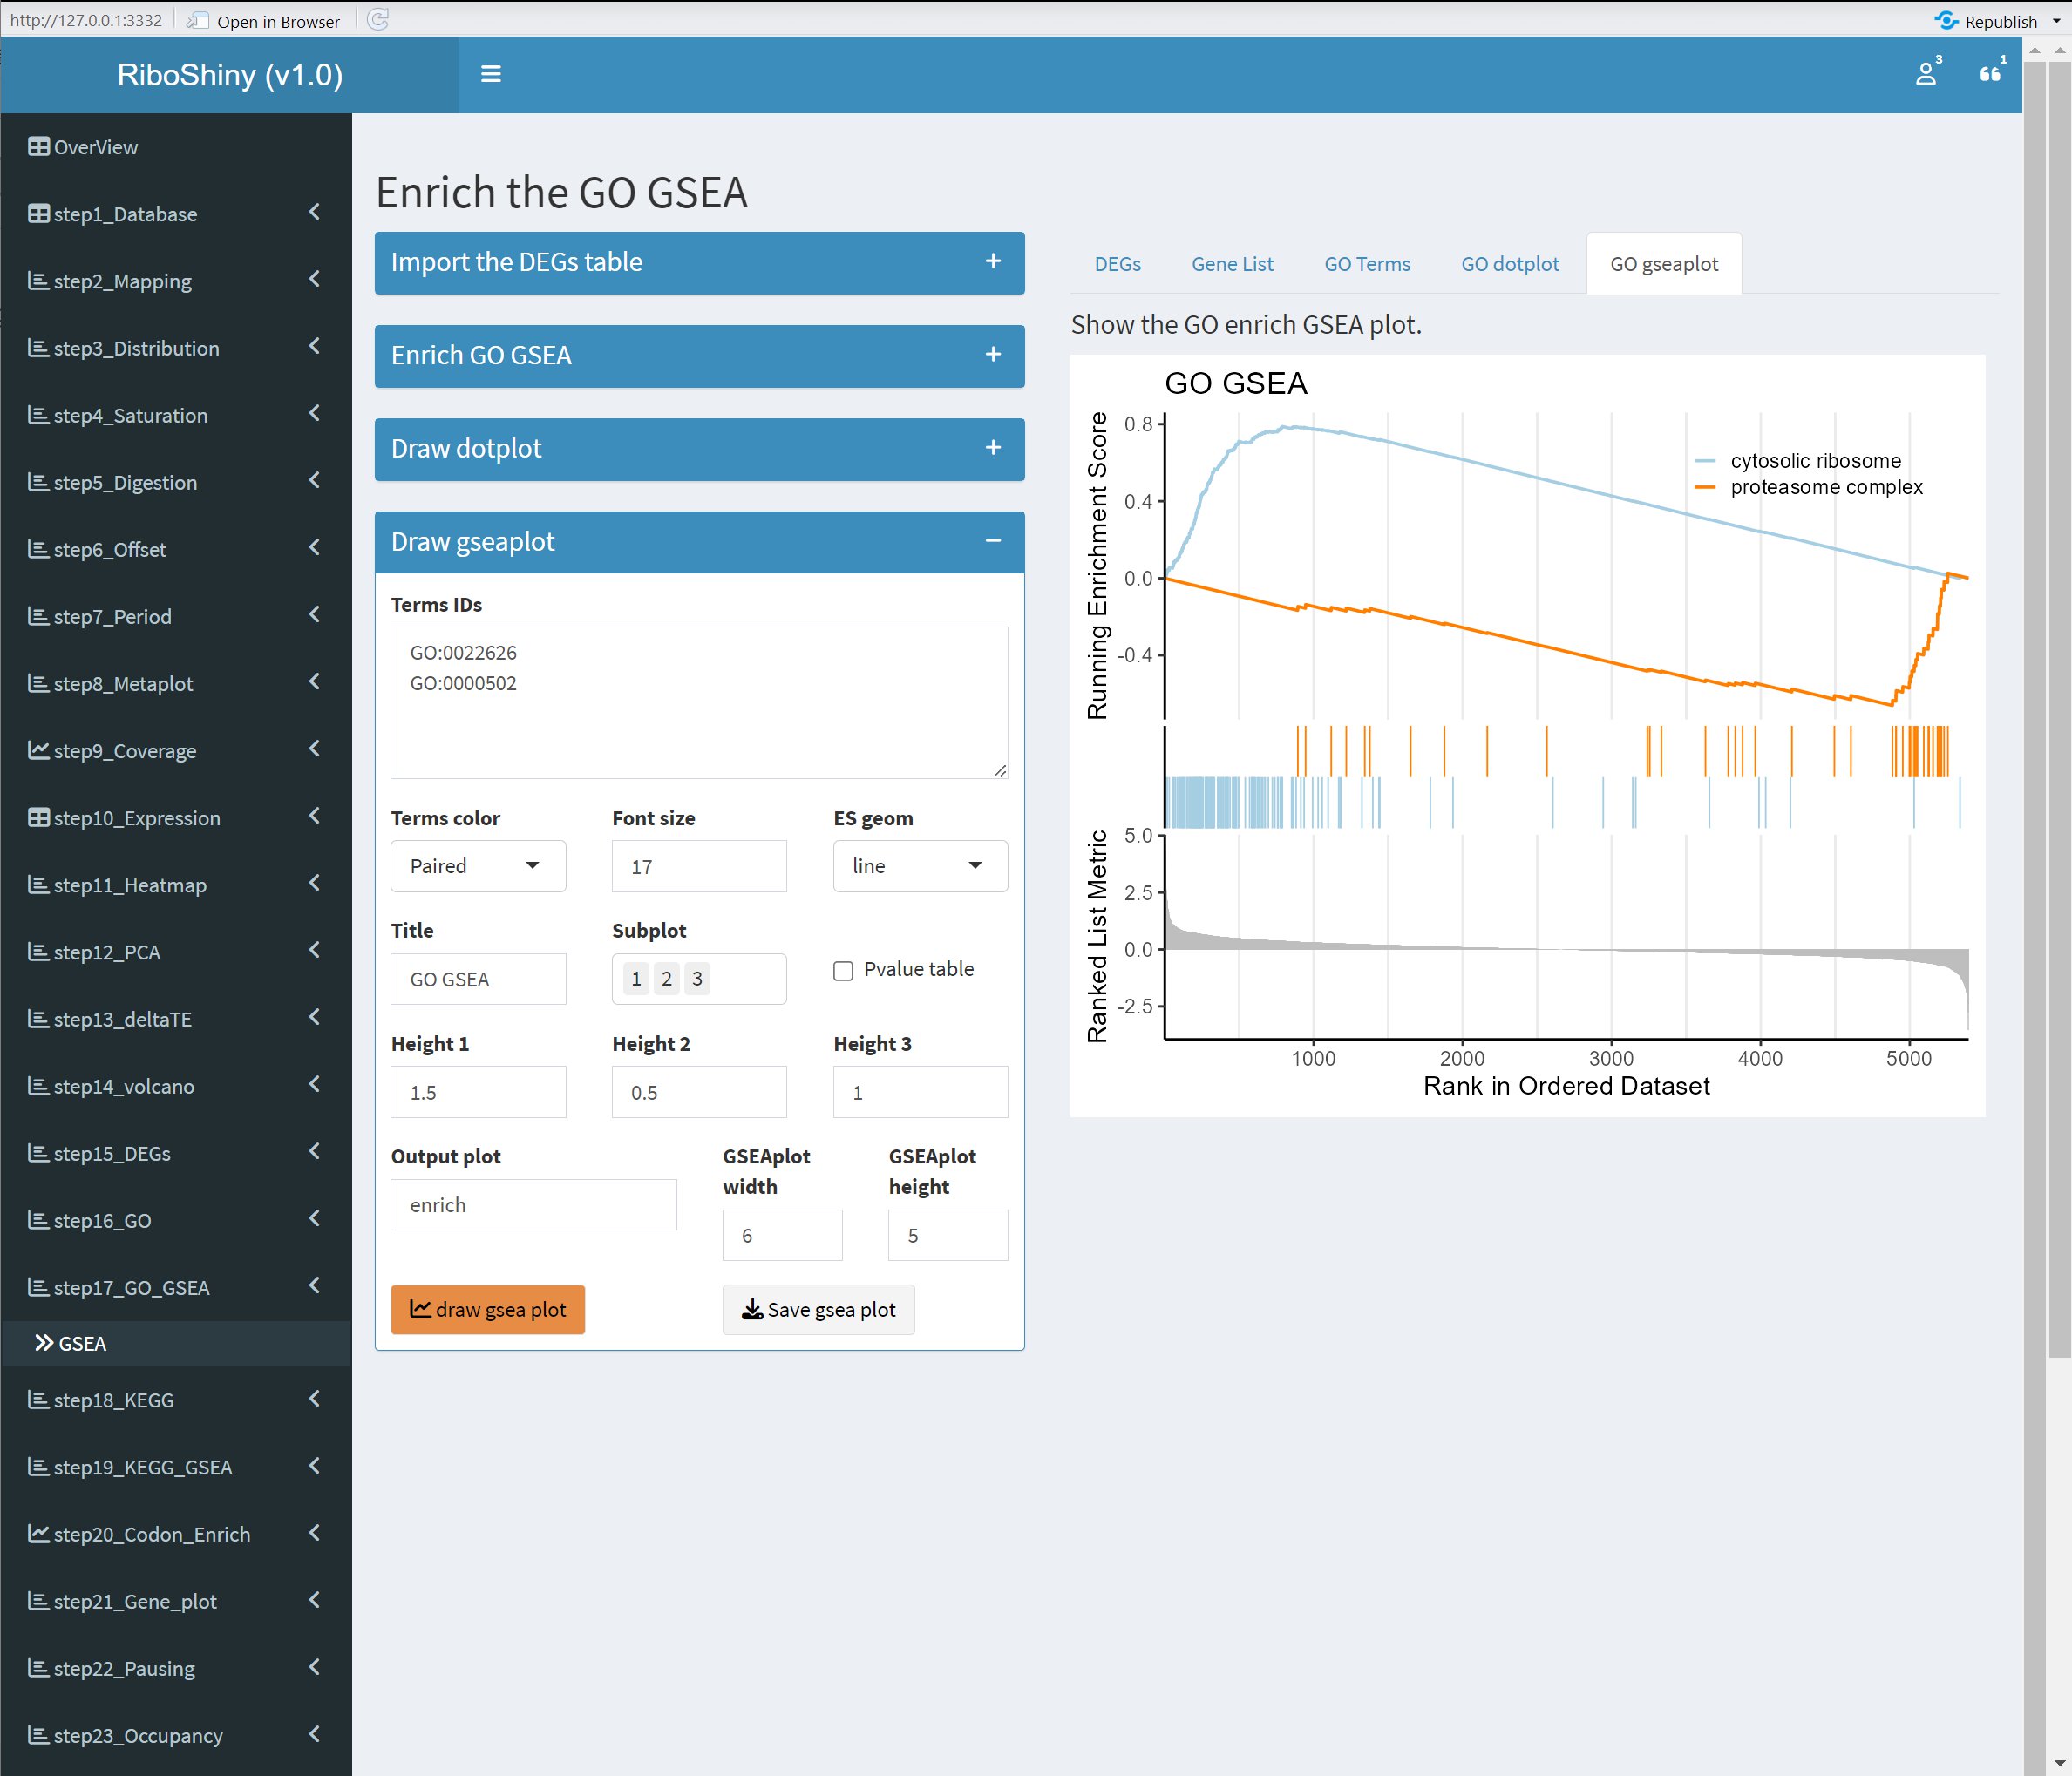 http://127.0.0.1:3332 Open in Browser Republish
RiboShiny (v1.0) 3 1
OverView
step1_Database
step2_Mapping
step3_Distribution
step4_Saturation
step5_Digestion
step6_Offset
step7_Period
step8_Metaplot
step9_Coverage
step10_Expression
step11_Heatmap
step12_PCA
step13_deltaTE
step14_volcano
step15_DEGs
step16_GO
step17_GO_GSEA
GSEA
step18_KEGG
step19_KEGG_GSEA
step20_Codon_Enrich
step21_Gene_plot
step22_Pausing
step23_Occupancy
Enrich the GO GSEA
Import the DEGs table +
Enrich GO GSEA +
Draw dotplot +
Draw gseaplot −
Terms IDs
GO:0022626
GO:0000502
Terms color Font size ES geom
Paired 17 line
Title Subplot
GO GSEA 1 2 3 Pvalue table
Height 1 Height 2 Height 3
1.5 0.5 1
Output plot GSEAplot width GSEAplot height
enrich 6 5
draw gsea plot Save gsea plot
DEGs Gene List GO Terms GO dotplot GO gseaplot
Show the GO enrich GSEA plot.
GO GSEA
Running Enrichment Score
0.8
0.4
0.0
-0.4
cytosolic ribosome
proteasome complex
Ranked List Metric
5.0
2.5
0.0
-2.5
1000 2000 3000 4000 5000
Rank in Ordered Dataset